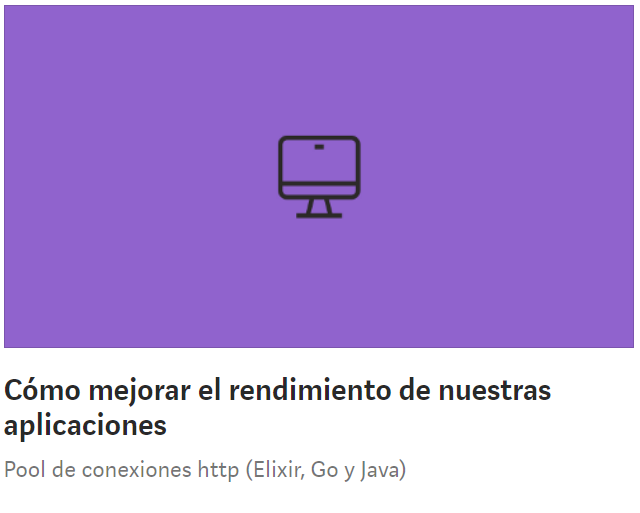 Cómo mejorar el rendimiento de nuestras
aplicaciones
Pool de conexiones http (Elixir, Go y Java)